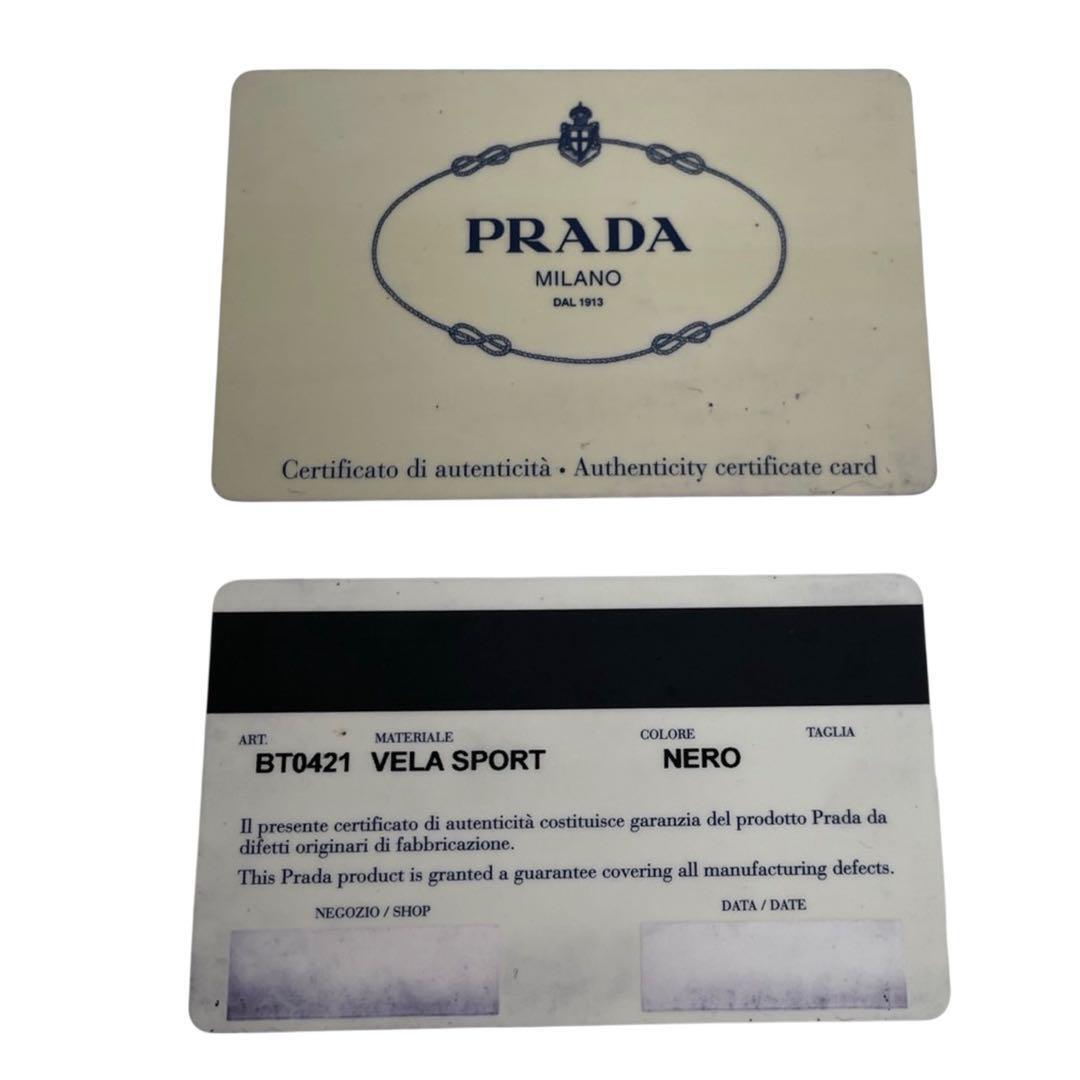 PRADA
MILANO
DAL 1913
Certificato di autenticità • Authenticity certificate card
ART. MATERIALE COLORE TAGLIA
BT0421 VELA SPORT NERO
Il presente certificato di autenticità costituisce garanzia del prodotto Prada da
difetti originari di fabbricazione.
This Prada product is granted a guarantee covering all manufacturing defects.
NEGOZIO / SHOP DATA / DATE